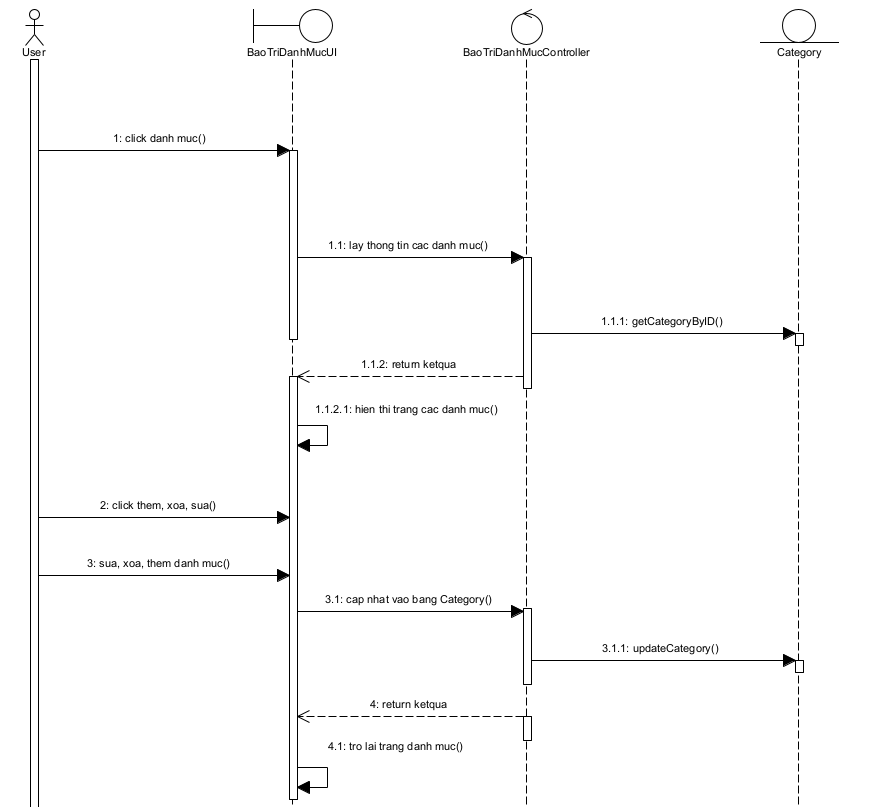 User
BaoTriDanhMucUI
BaoTriDanhMucController
Category
1: click danh muc()
1.1: lay thong tin cac danh muc()
1.1.1: getCategoryByID()
1.1.2: return ketqua
1.1.2.1: hien thi trang cac danh muc()
2: click them, xoa, sua()
3: sua, xoa, them danh muc()
3.1: cap nhat vao bang Category()
3.1.1: updateCategory()
4: return ketqua
4.1: tro lai trang danh muc()